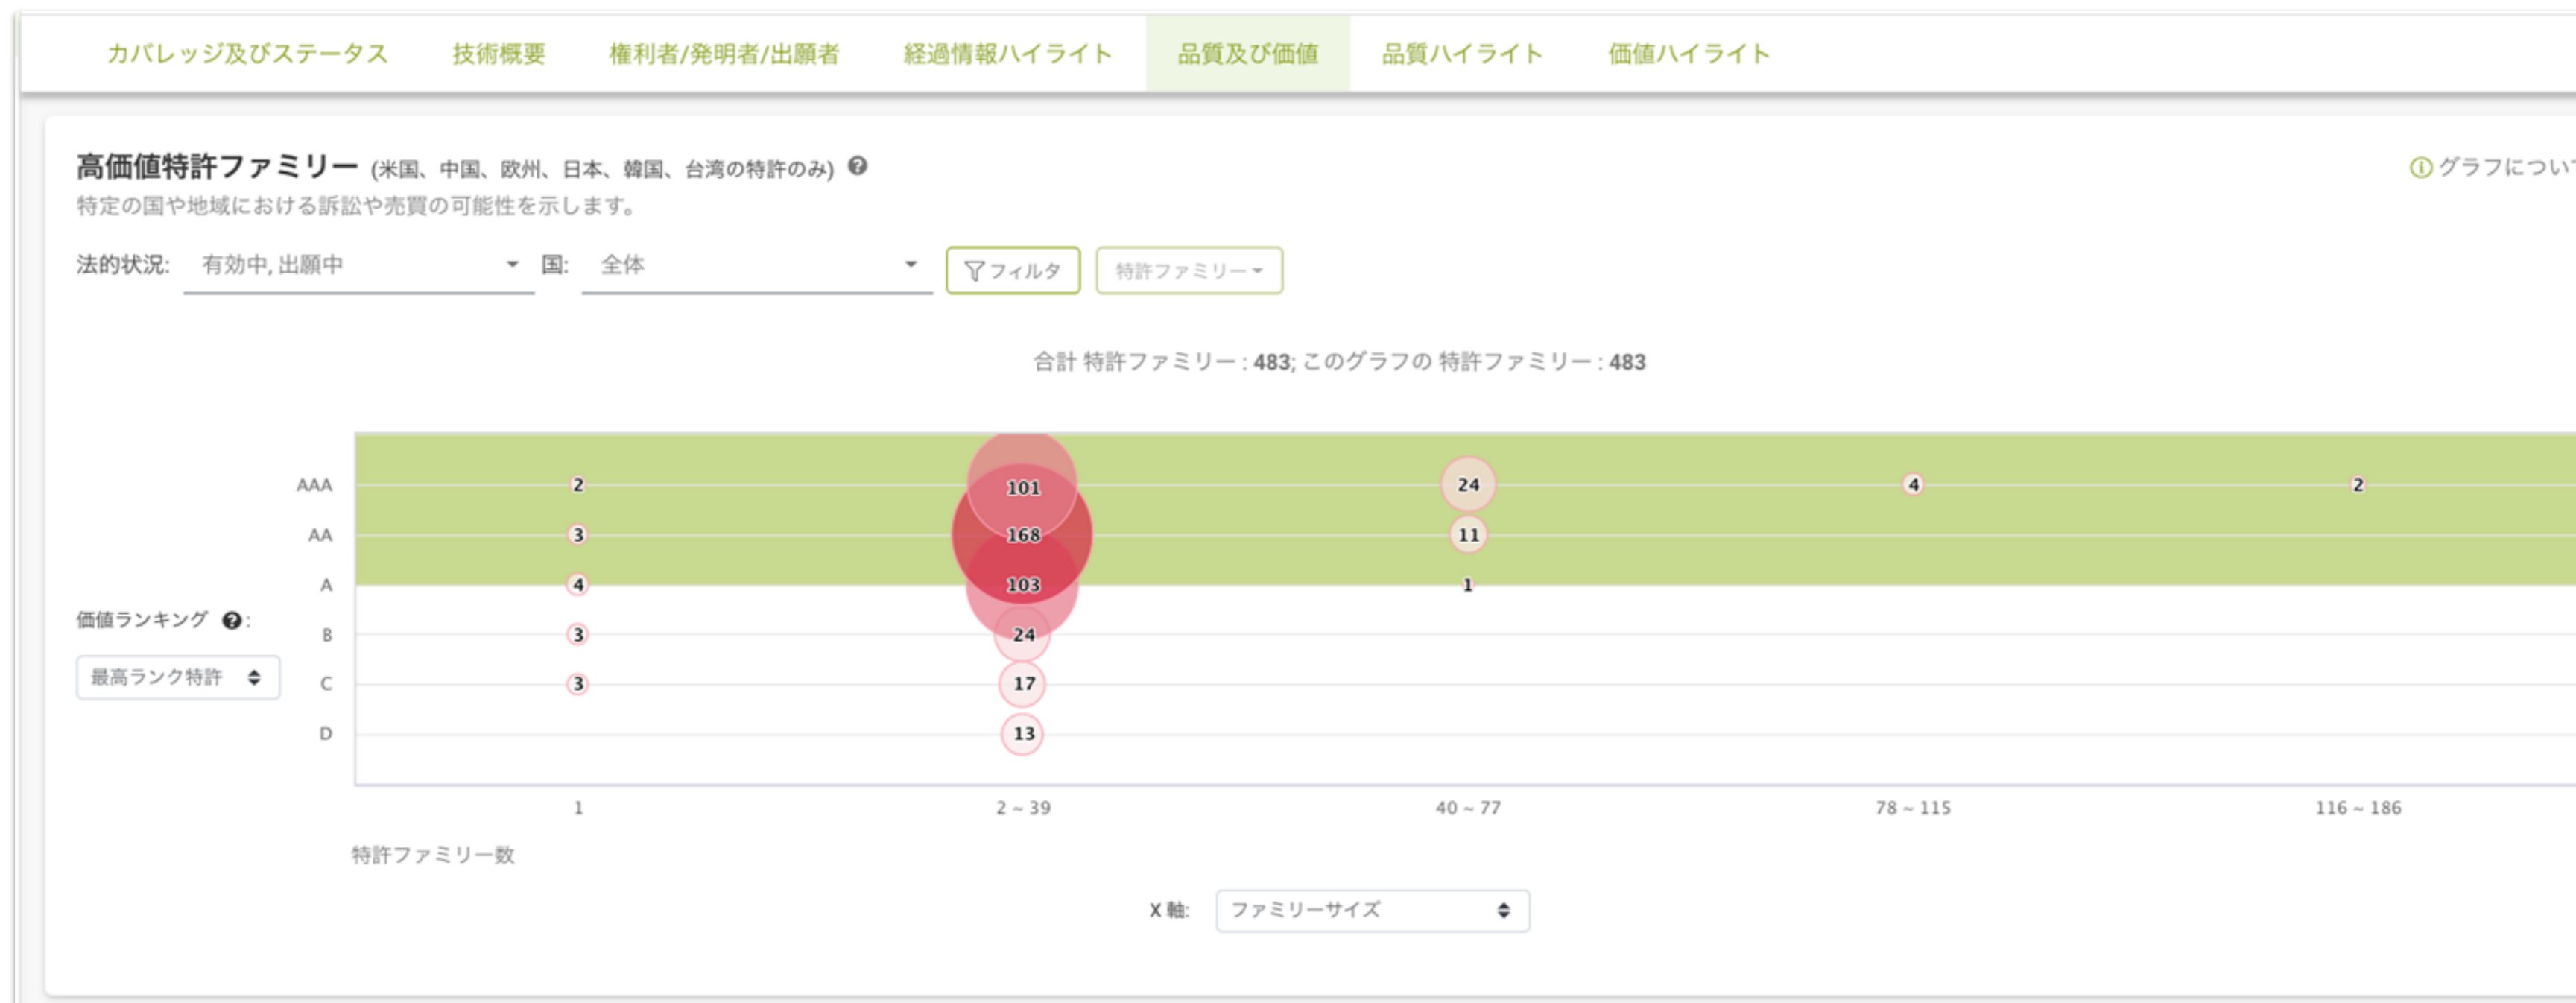 カバレッジ及びステータス 技術概要 権利者/発明者/出願者 経過情報ハイライト 品質及び価値 品質ハイライト 価値ハイライト
高価値特許ファミリー (米国、中国、欧州、日本、韓国、台湾の特許のみ) ?
グラフについ
特定の国や地域における訴訟や売買の可能性を示します。
法的状況: 有効中, 出願中 国: 全体 フィルタ 特許ファミリー
合計 特許ファミリー : 483; このグラフの 特許ファミリー : 483
AAA 2 101 24 4 2
AA 3 168 11
A 4 103 1
価値ランキング ? :
B 3 24
最高ランク特許
C 3 17
D 13
1 2 ~ 39 40 ~ 77 78 ~ 115 116 ~ 186
特許ファミリー数
X 軸: ファミリーサイズ